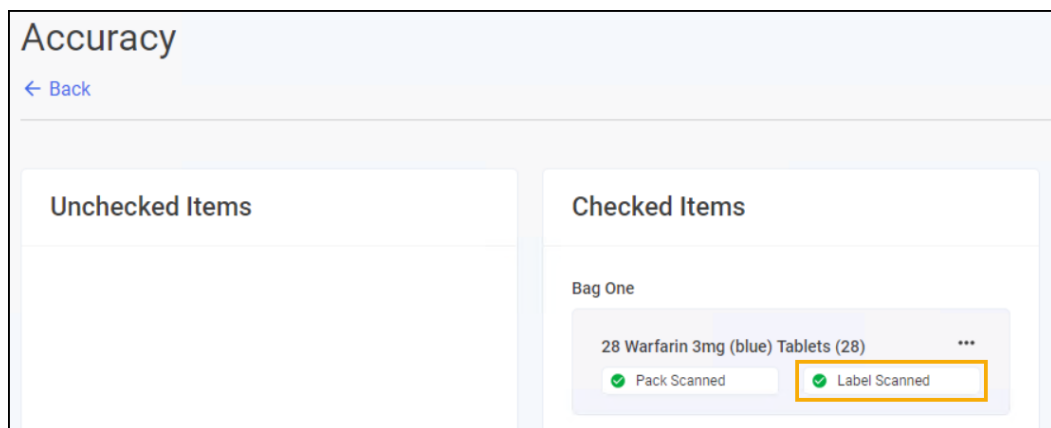 Accuracy
← Back
Unchecked Items
Checked Items
Bag One
28 Warfarin 3mg (blue) Tablets (28)
Pack Scanned
Label Scanned